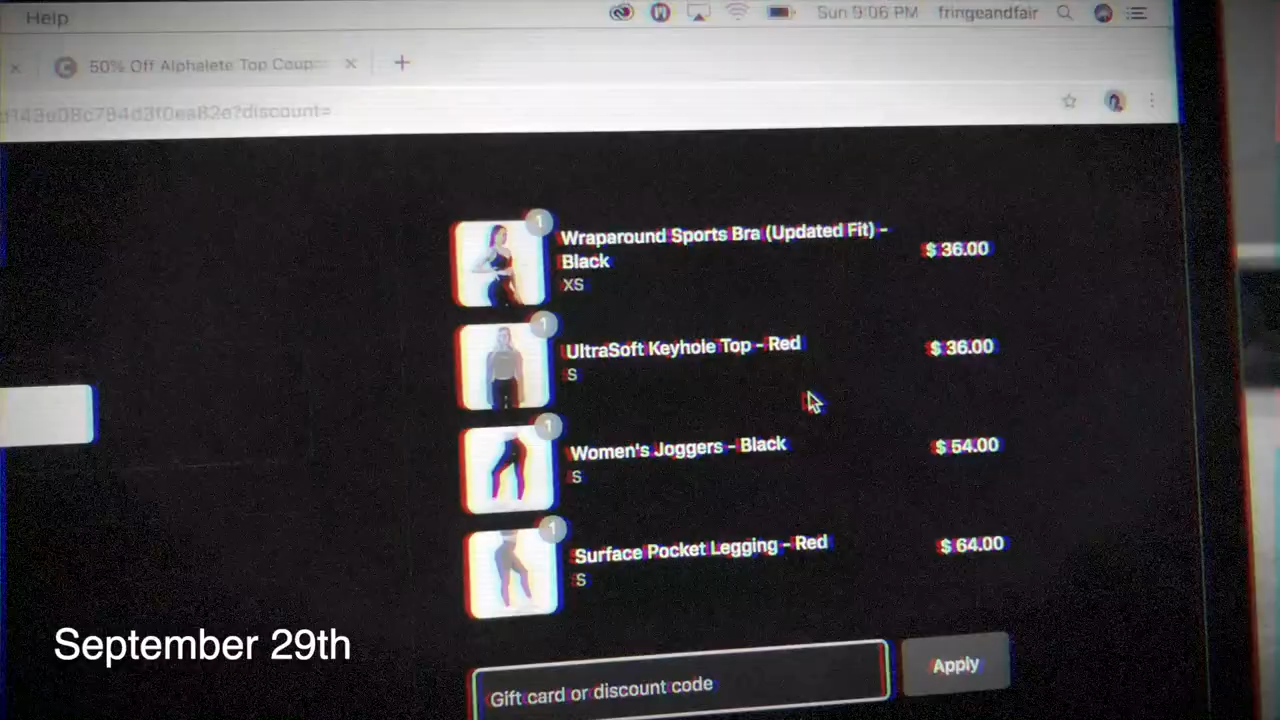 Help
Sun 9:06 PM fringeandfair
50% Off Alphalete Top Coup
d143e08c784d3f0ea82e?discount=
1
Wraparound Sports Bra (Updated Fit) -
Black
$ 36.00
XS
1
UltraSoft Keyhole Top - Red
$ 36.00
S
1
Women's Joggers - Black
$ 54.00
S
1
Surface Pocket Legging - Red
$ 64.00
S
September 29th
Gift card or discount code
Apply